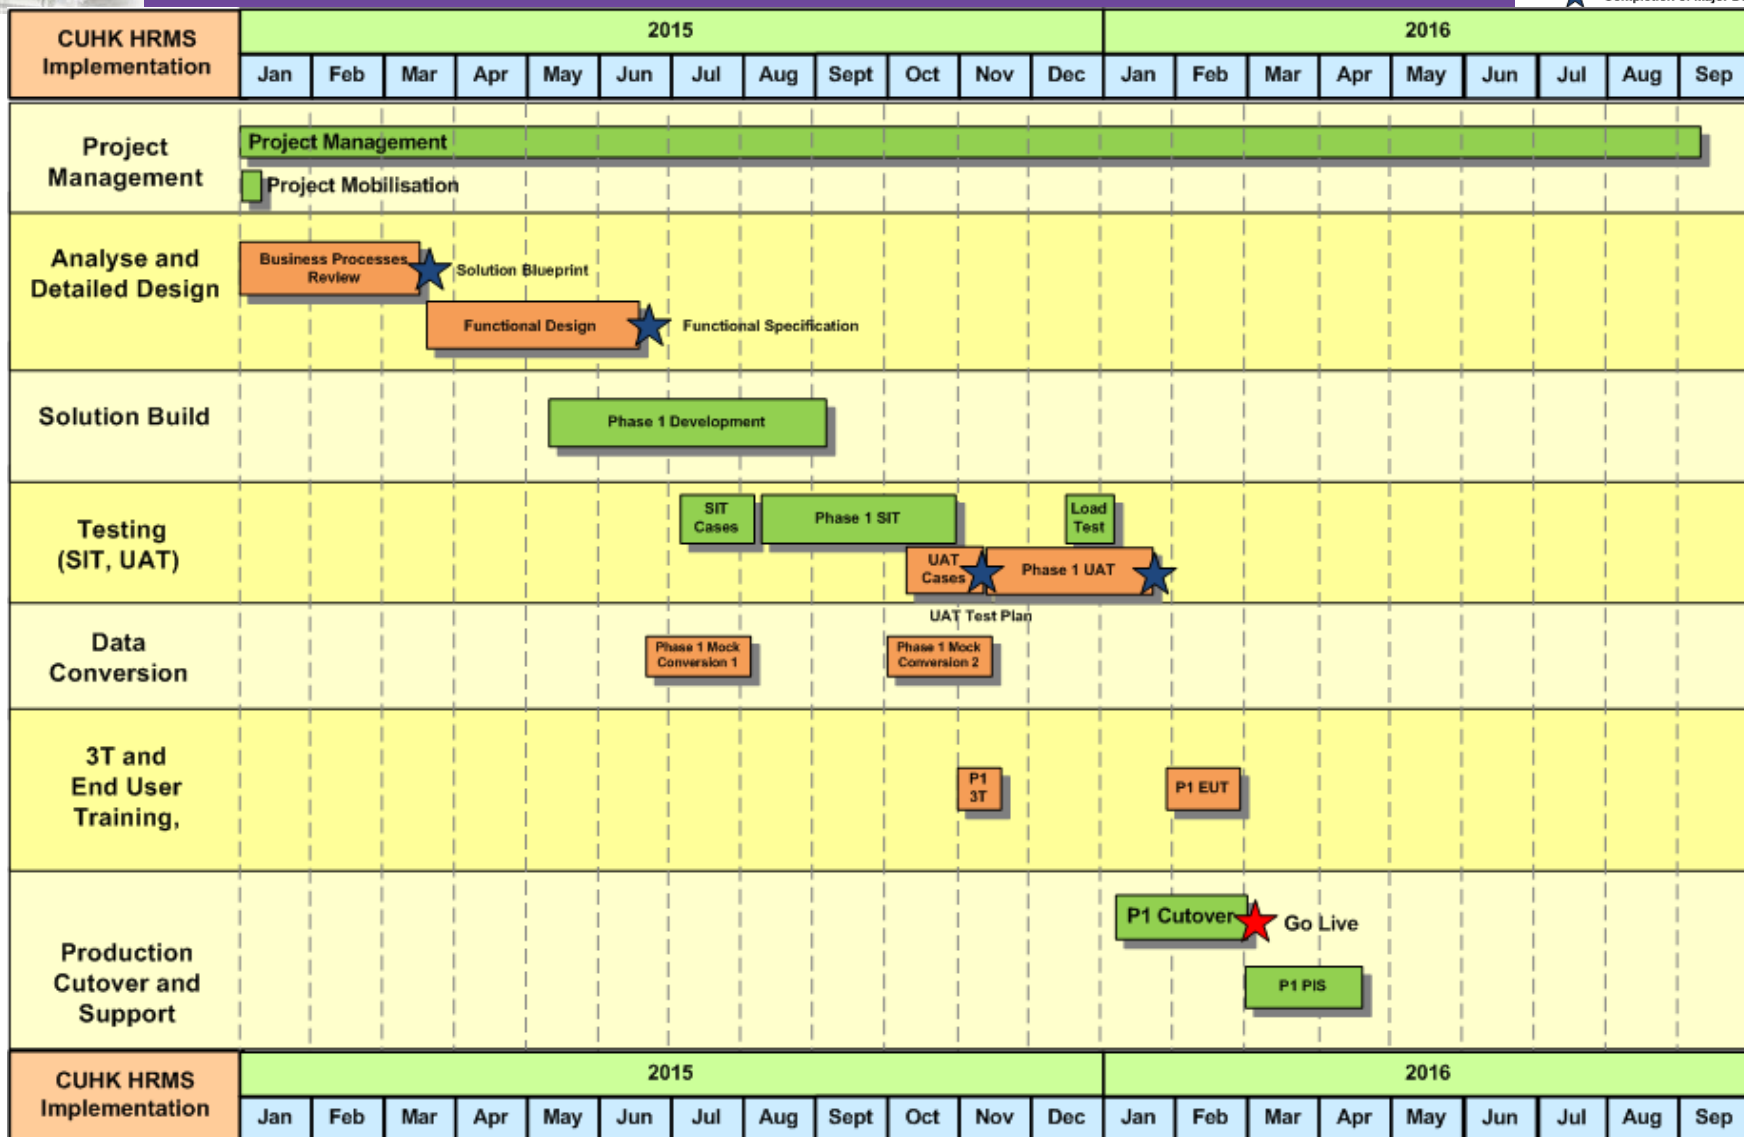 CUHK HRMS
Implementation
2015
2016
Jan Feb Mar Apr May Jun Jul Aug Sept Oct Nov Dec Jan Feb Mar Apr May Jun Jul Aug Sep
Project
Management
Project Management
Project Mobilisation
Analyse and
Detailed Design
Business Processes
Review
Solution Blueprint
Functional Design
Functional Specification
Solution Build
Phase 1 Development
Testing
(SIT, UAT)
SIT
Cases
Phase 1 SIT
Load
Test
UAT
Cases
Phase 1 UAT
UAT Test Plan
Data
Conversion
Phase 1 Mock
Conversion 1
Phase 1 Mock
Conversion 2
3T and
End User
Training,
P1
3T
P1 EUT
Production
Cutover and
Support
P1 Cutover
Go Live
P1 PIS
CUHK HRMS
Implementation
2015
2016
Jan Feb Mar Apr May Jun Jul Aug Sept Oct Nov Dec Jan Feb Mar Apr May Jun Jul Aug Sep